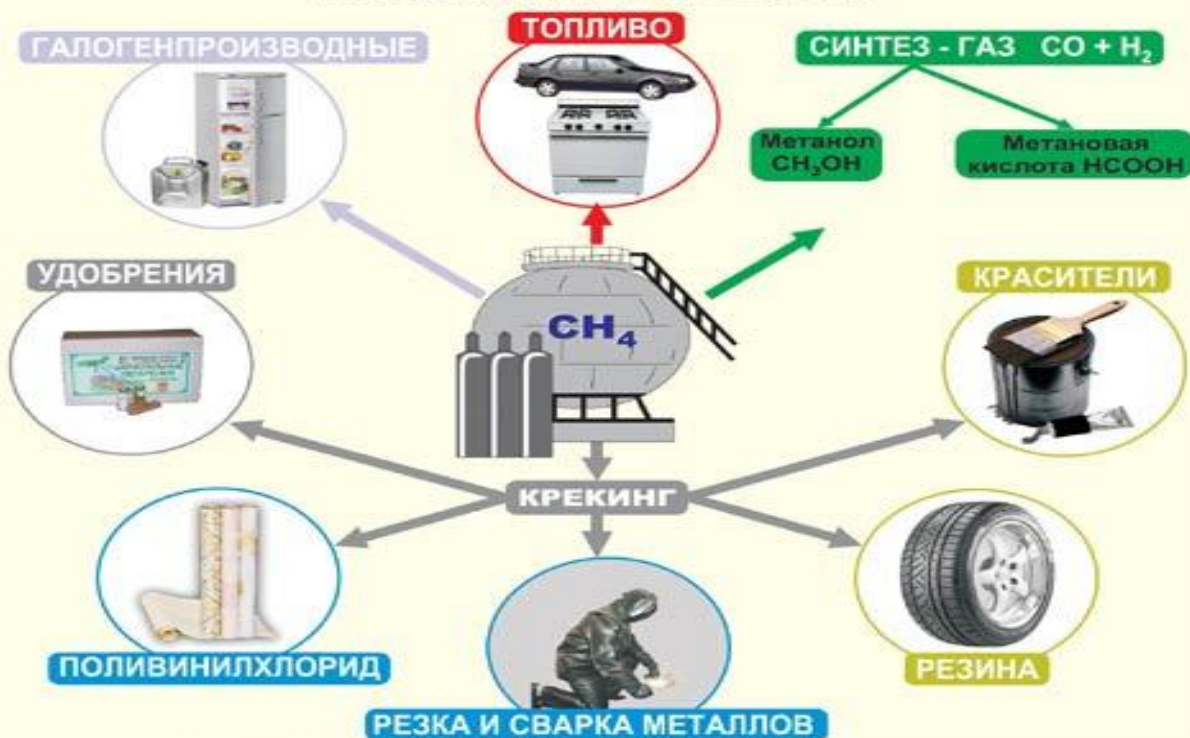 ТОПЛИВО
ГАЛОГЕНПРОИЗВОДНЫЕ
СИНТЕЗ - ГАЗ CO + H₂
Метанол
CH₃OH
Метановая
кислота HCOOH
УДОБРЕНИЯ
КРАСИТЕЛИ
CH₄
КРЕКИНГ
ПОЛИВИНИЛХЛОРИД
РЕЗИНА
РЕЗКА И СВАРКА МЕТАЛЛОВ